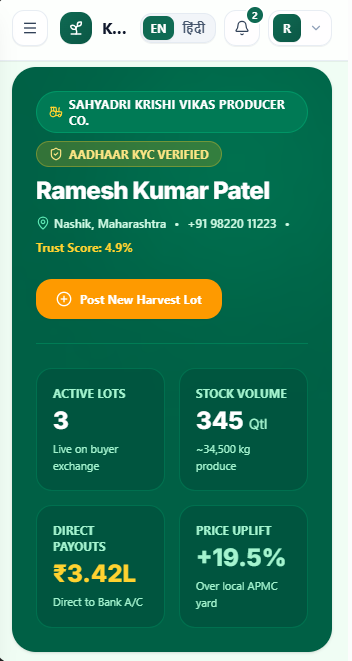 K...
EN हिंदी
2
R
SAHYADRI KRISHI VIKAS PRODUCER
CO.
AADHAAR KYC VERIFIED
Ramesh Kumar Patel
Nashik, Maharashtra • +91 98220 11223 •
Trust Score: 4.9%
Post New Harvest Lot
ACTIVE LOTS
3
Live on buyer
exchange
STOCK VOLUME
345 Qtl
~34,500 kg
produce
DIRECT
PAYOUTS
₹3.42L
Direct to Bank A/C
PRICE UPLIFT
+19.5%
Over local APMC
yard